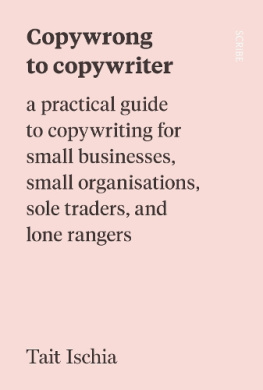 Copywrong
to copywriter
a practical guide
to copywriting for
small businesses,
small organisations,
sole traders, and
lone rangers
SCRIBE
Tait Ischia